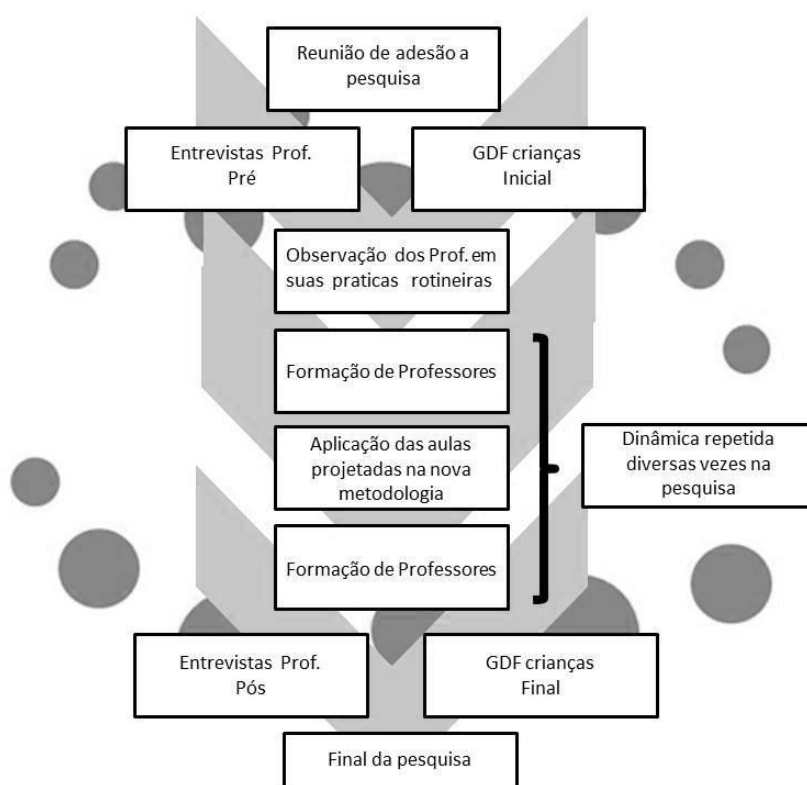 Reunião de adesão a
pesquisa
Entrevistas Prof.
Pré
GDF crianças
Inicial
Observação dos Prof. em
suas praticas rotineiras
Formação de Professores
Aplicação das aulas
projetadas na nova
metodologia
Dinâmica repetida
diversas vezes na
pesquisa
Formação de Professores
Entrevistas Prof.
Pós
GDF crianças
Final
Final da pesquisa